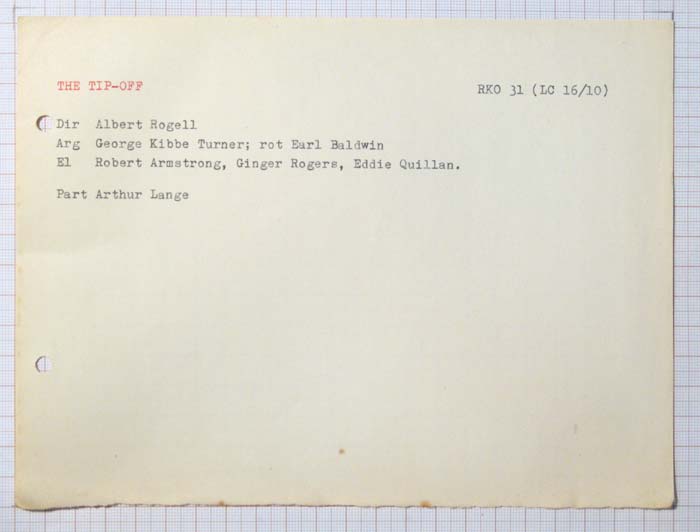 THE TIP-OFF
RKO 31 (LC 16/10)
Dir Albert Rogell
Arg George Kibbe Turner; rot Earl Baldwin
El Robert Armstrong, Ginger Rogers, Eddie Quillan.
Part Arthur Lange